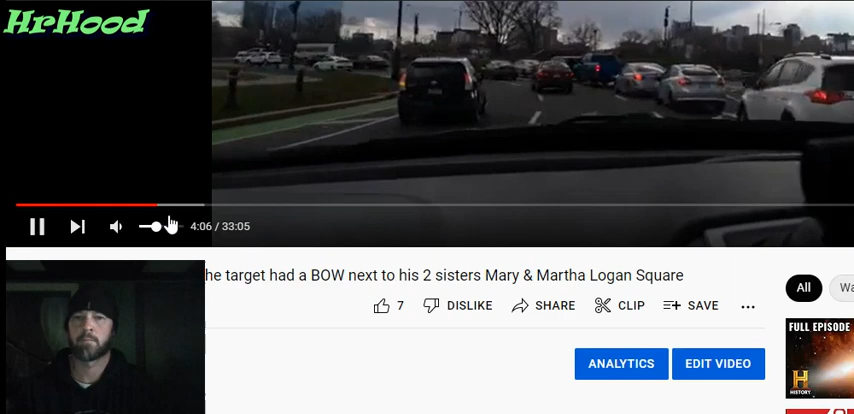 HrHood
4:06 / 33:05
he target had a BOW next to his 2 sisters Mary & Martha Logan Square
7 DISLIKE SHARE CLIP SAVE ...
All Wa
ANALYTICS EDIT VIDEO
FULL EPISODE
H
HISTORY